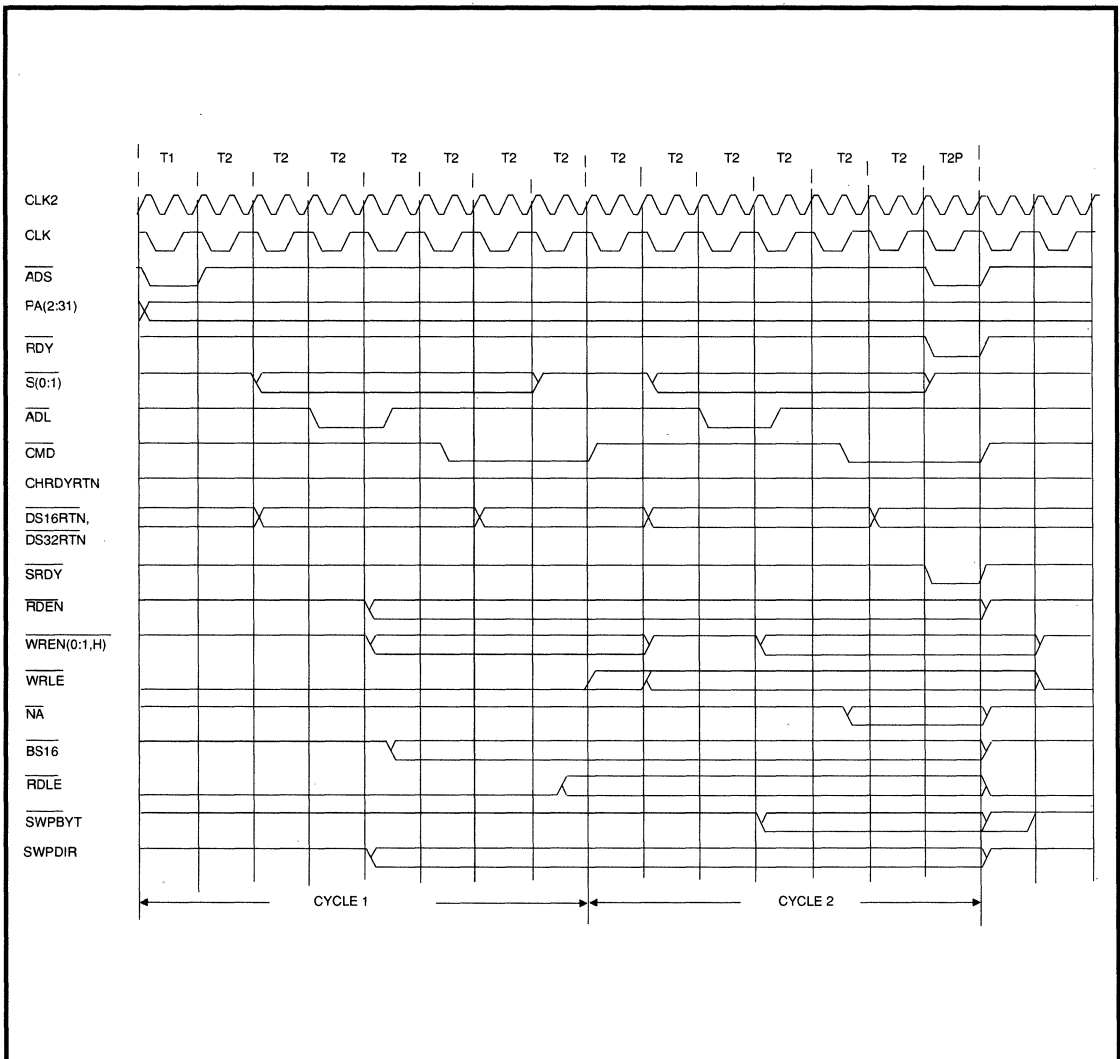 T1 T2 T2 T2 T2 T2 T2 T2 T2 T2 T2 T2 T2 T2 T2P
CLK2
CLK
ADS
PA(2:31)
RDY
S(0:1)
ADL
CMD
CHRDYRTN
DS16RTN,
DS32RTN
SRDY
RDEN
WREN(0:1,H)
WRLE
NA
BS16
RDLE
SWPBYT
SWPDIR
CYCLE 1 CYCLE 2